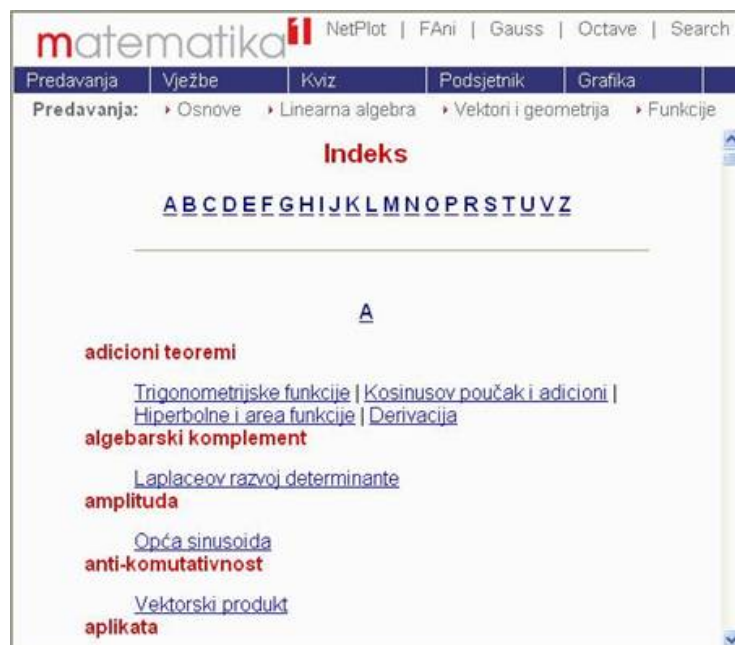 matematika1 NetPlot | FAni | Gauss | Octave | Search
Predavanja Vježbe Kviz Podsjetnik Grafika
Predavanja: Osnove Linearna algebra Vektori i geometrija Funkcije
Indeks
A B C D E F G H I J K L M N O P R S T U V Z
A
adicioni teoremi
Trigonometrijske funkcije | Kosinusov poučak i adicioni |
Hiperbolne i area funkcije | Derivacija
algebarski komplement
Laplaceov razvoj determinante
amplituda
Opća sinusoida
anti-komutativnost
Vektorski produkt
aplikata